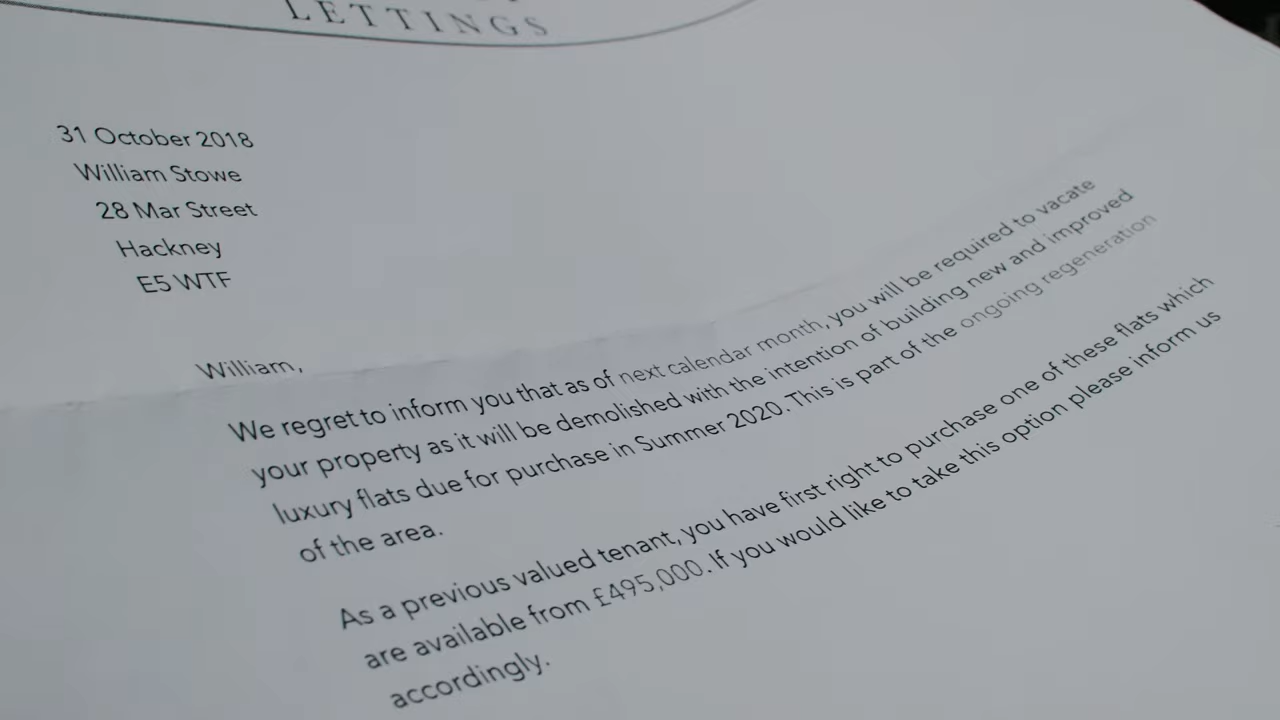 LETTINGS
31 October 2018
William Stowe
28 Mar Street
Hackney
E5 WTF
William,
We regret to inform you that as of next calendar month, you will be required to vacate
your property as it will be demolished with the intention of building new and improved
luxury flats due for purchase in Summer 2020. This is part of the ongoing regeneration
of the area.
As a previous valued tenant, you have first right to purchase one of these flats which
are available from £495,000. If you would like to take this option please inform us
accordingly.